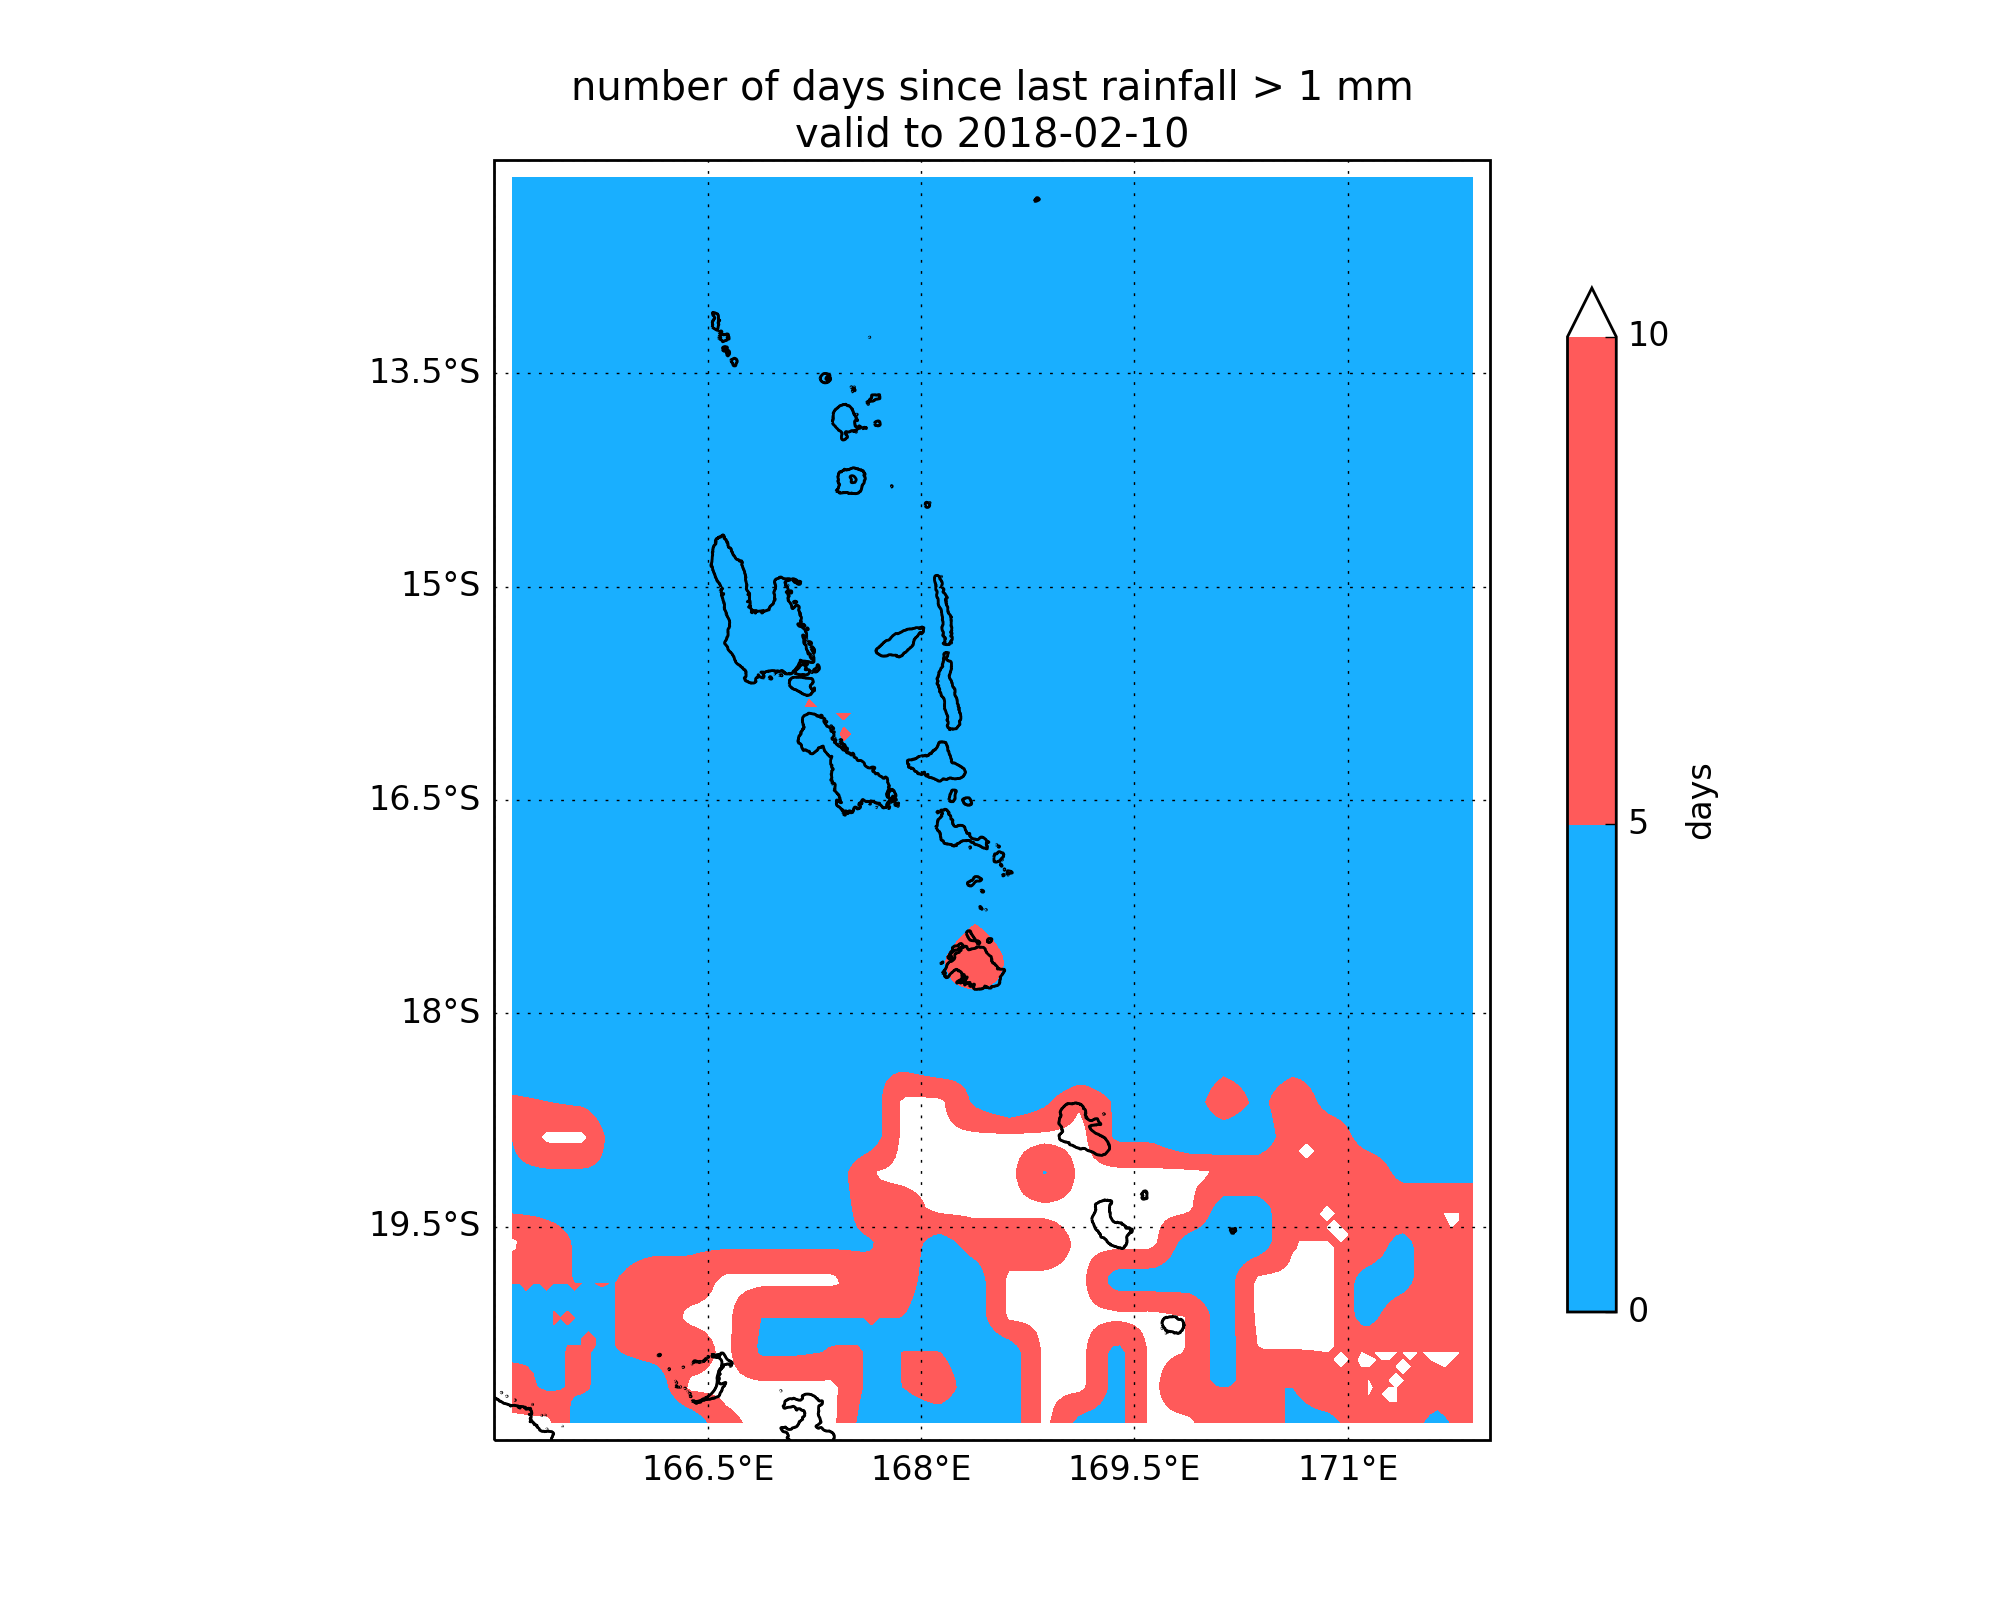 number of days since last rainfall > 1 mm
valid to 2018-02-10
13.5°S
15°S
16.5°S
18°S
19.5°S
166.5°E
168°E
169.5°E
171°E
10
5
0
days